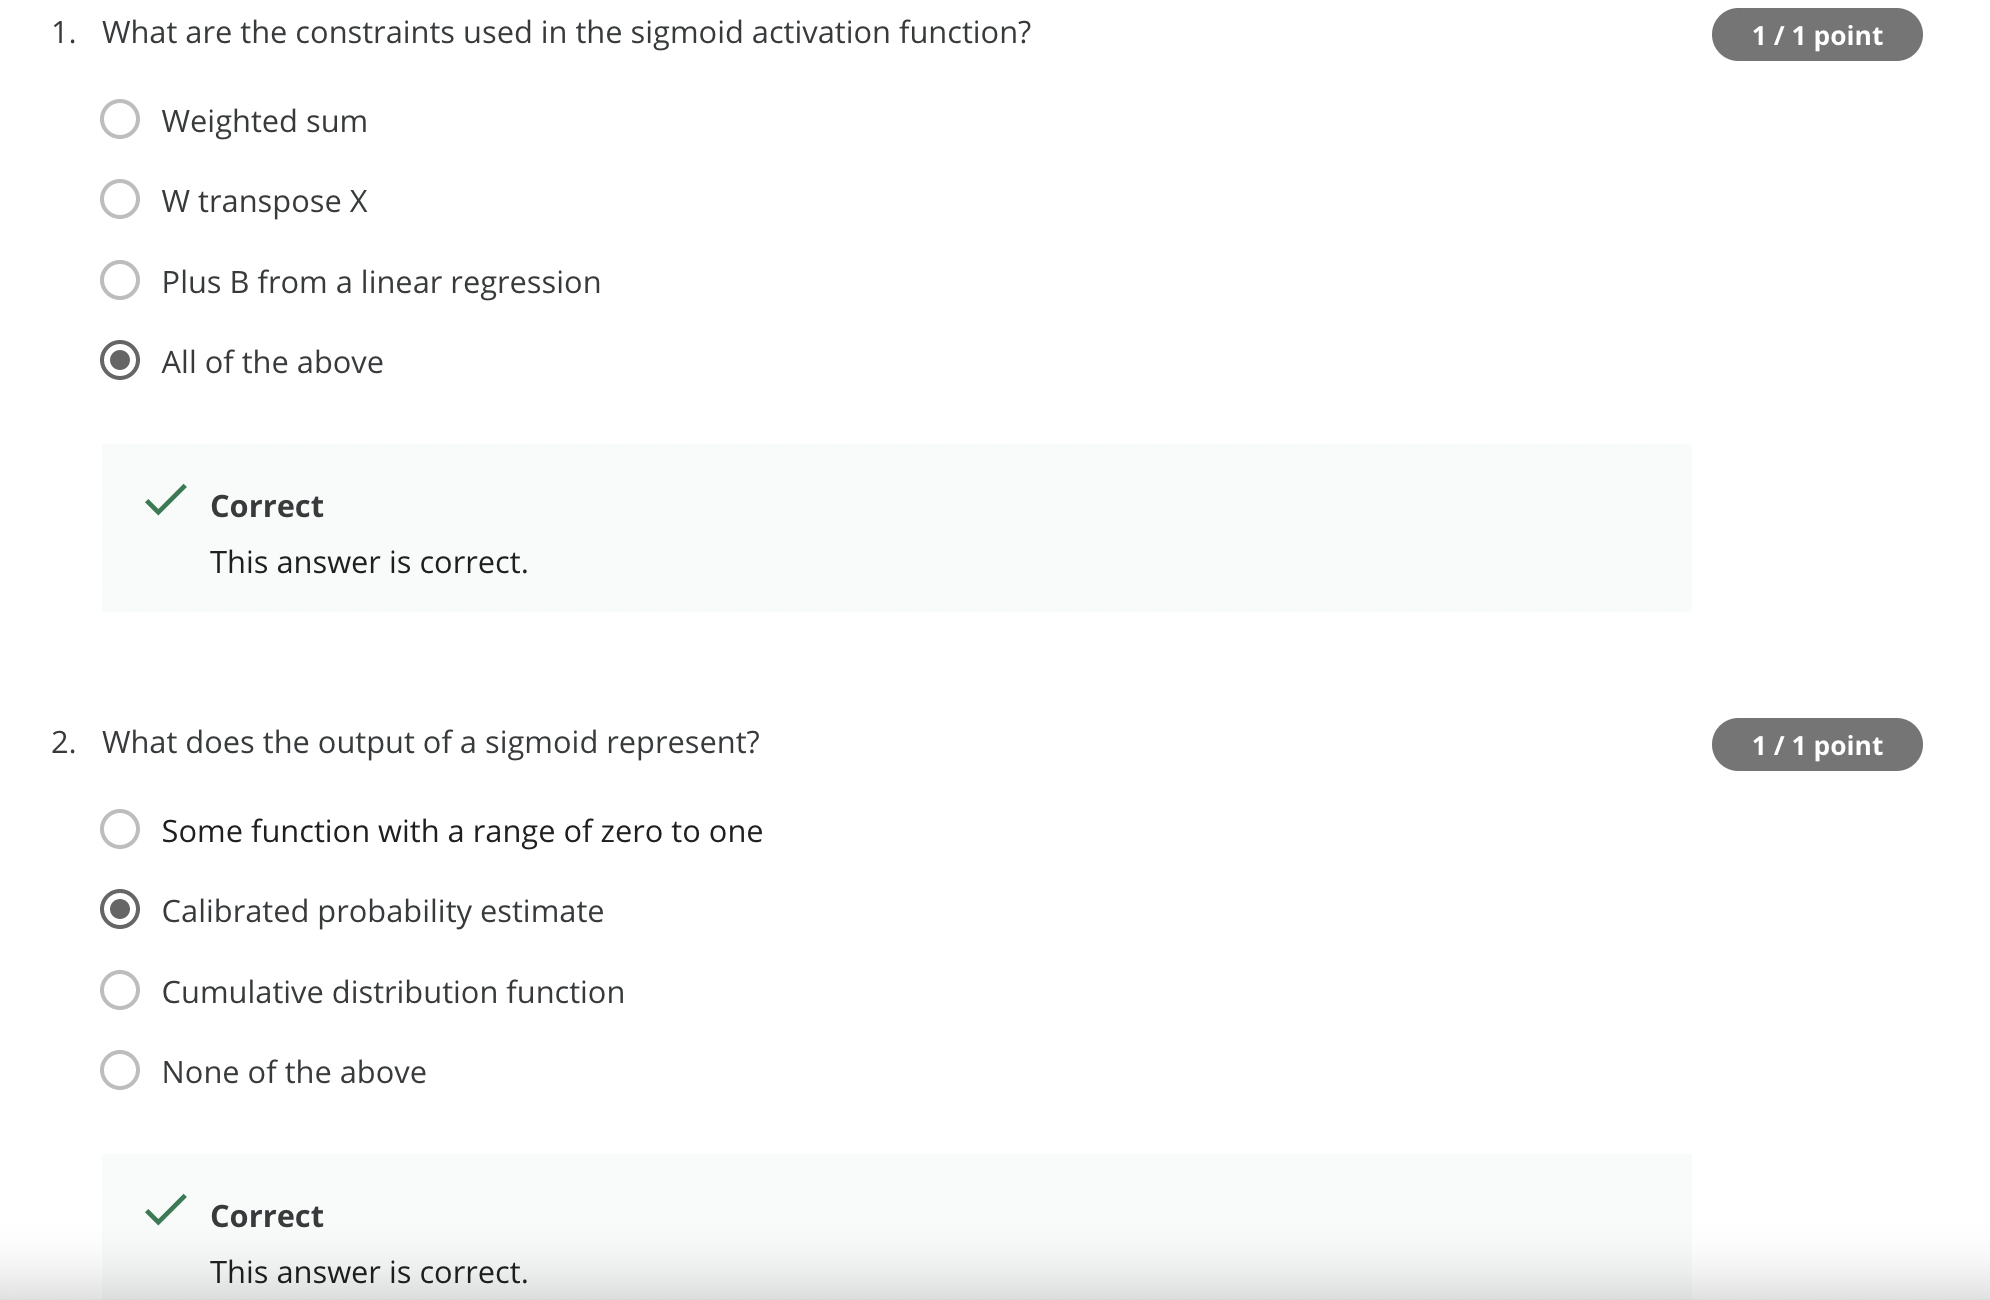 1. What are the constraints used in the sigmoid activation function?
1 / 1 point
Weighted sum
W transpose X
Plus B from a linear regression
All of the above
Correct
This answer is correct.
2. What does the output of a sigmoid represent?
1 / 1 point
Some function with a range of zero to one
Calibrated probability estimate
Cumulative distribution function
None of the above
Correct
This answer is correct.